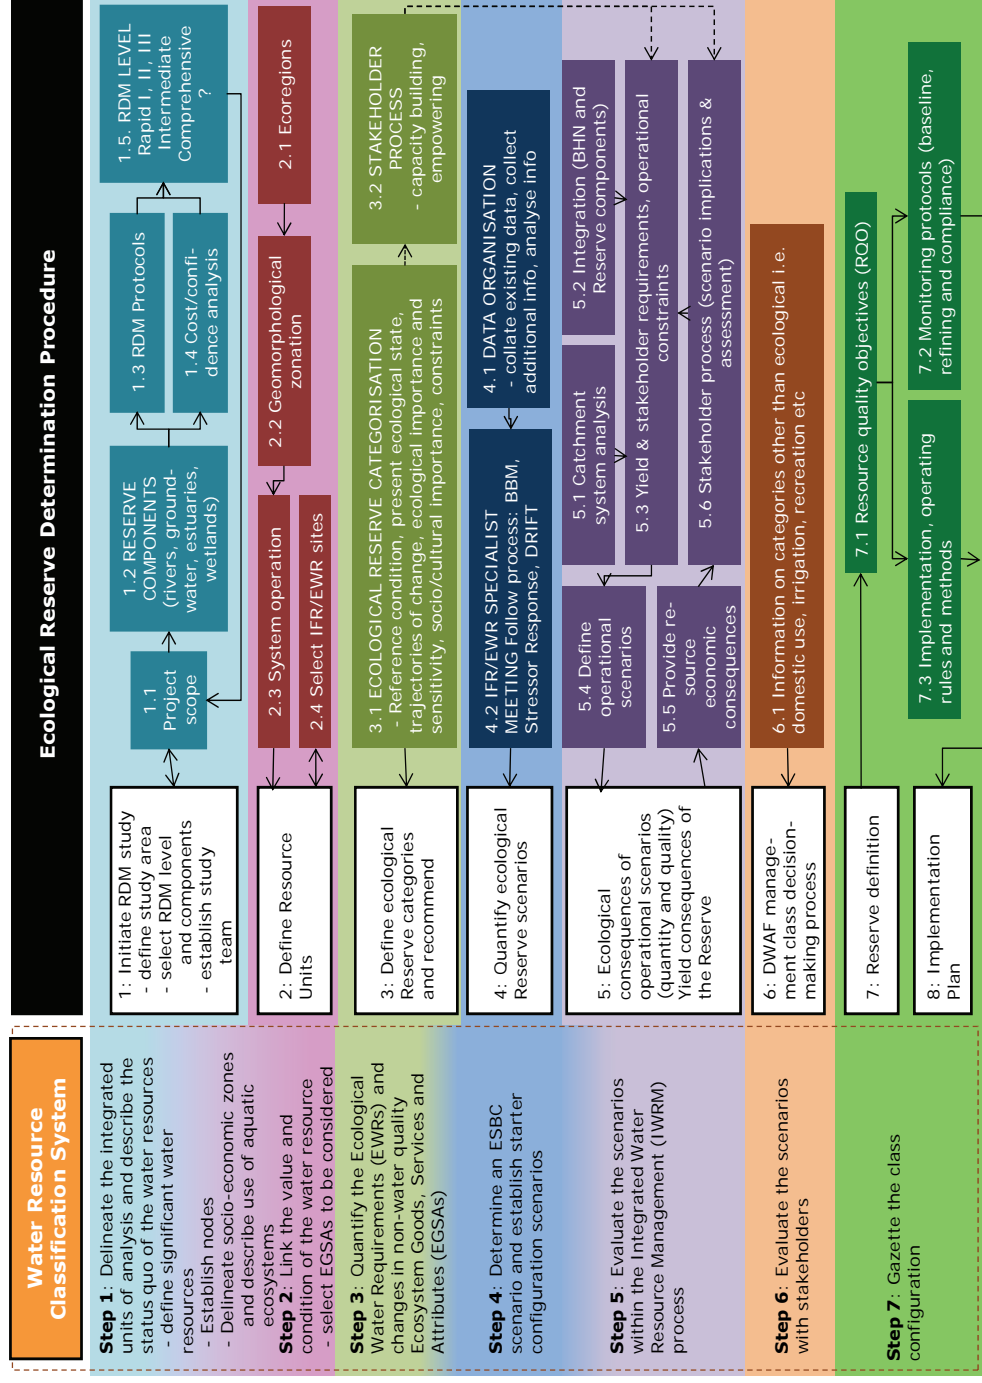 Water Resource
Classification System
Ecological Reserve Determination Procedure
Step 1: Delineate the integrated
units of analysis and describe the
status quo of the water resources
- define significant water
resources
- Establish nodes
- Delineate socio-economic zones
and describe use of aquatic
ecosystems
Step 2: Link the value and
condition of the water resource
- select EGSAs to be considered
Step 3: Quantify the Ecological
Water Requirements (EWRs) and
changes in non-water quality
Ecosystem Goods, Services and
Attributes (EGSAs)
Step 4: Determine an ESBC
scenario and establish starter
configuration scenarios
Step 5: Evaluate the scenarios
within the Integrated Water
Resource Management (IWRM)
process
Step 6: Evaluate the scenarios
with stakeholders
Step 7: Gazette the class
configuration
1: Initiate RDM study
- define study area
- select RDM level
and components
- establish study
team
1.1
Project
scope
1.2 RESERVE
COMPONENTS
(rivers, ground-
water, estuaries,
wetlands)
1.3 RDM Protocols
1.4 Cost/confi-
dence analysis
1.5. RDM LEVEL
Rapid I, II, III
Intermediate
Comprehensive
?
2: Define Resource
Units
2.3 System operation
2.4 Select IFR/EWR sites
2.2 Geomorphological
zonation
2.1 Ecoregions
3: Define ecological
Reserve categories
and recommend
3.1 ECOLOGICAL RESERVE CATEGORISATION
- Reference condition, present ecological state,
trajectories of change, ecological importance and
sensitivity, socio/cultural importance, constraints
3.2 STAKEHOLDER
PROCESS
- capacity building,
empowering
4: Quantify ecological
Reserve scenarios
4.2 IFR/EWR SPECIALIST
MEETING Follow process: BBM,
Stressor Response, DRIFT
4.1 DATA ORGANISATION
- collate existing data, collect
additional info, analyse info
5: Ecological
consequences of
operational scenarios
(quantity and quality)
Yield consequences of
the Reserve
5.4 Define
operational
scenarios
5.5 Provide re-
source
economic
consequences
5.1 Catchment
system analysis
5.2 Integration (BHN and
Reserve components)
5.3 Yield & stakeholder requirements, operational
constraints
5.6 Stakeholder process (scenario implications &
assessment)
6: DWAF manage-
ment class decision-
making process
6.1 Information on categories other than ecological i.e.
domestic use, irrigation, recreation etc
7: Reserve definition
7.1 Resource quality objectives (RQO)
8: Implementation
Plan
7.3 Implementation, operating
rules and methods
7.2 Monitoring protocols (baseline,
refining and compliance)